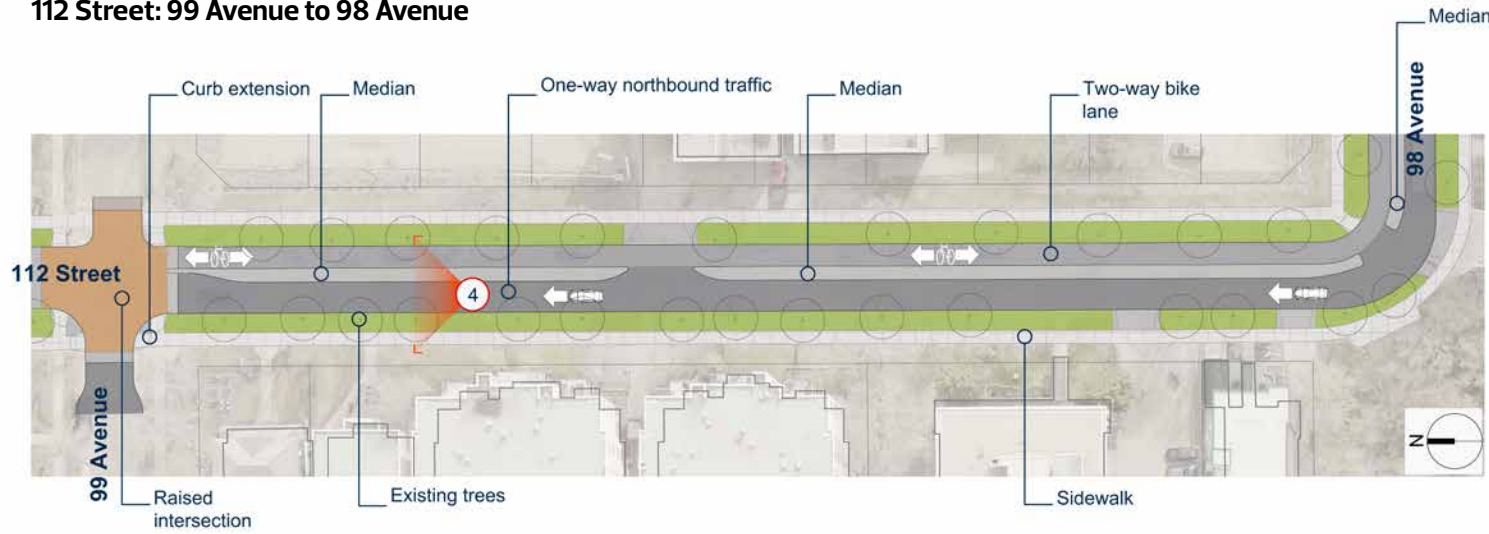 112 Street: 99 Avenue to 98 Avenue
Median
Curb extension
Median
One-way northbound traffic
Median
Two-way bike
lane
98 Avenue
112 Street
4
99 Avenue
N
Raised
intersection
Existing trees
Sidewalk